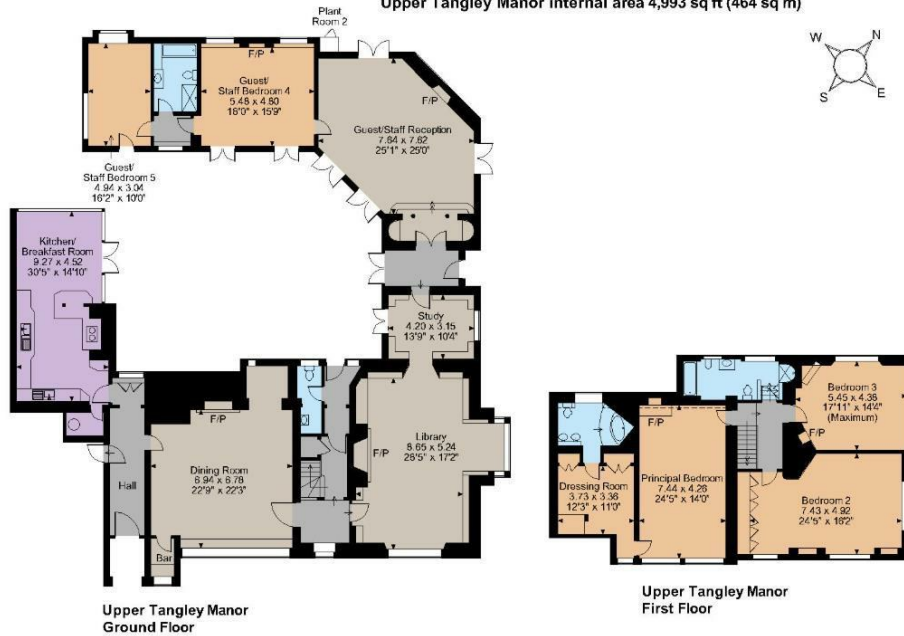 Upper Tangley Manor internal area 4,993 sq ft (464 sq m)
Plant
Room 2
W
N
S
E
F/P
Guest/
Staff Bedroom 4
5.48 x 4.80
18'0" x 15'9"
F/P
Guest/Staff Reception
7.64 x 7.62
25'1" x 25'0"
Guest/
Staff Bedroom 5
4.94 x 3.04
16'2" x 10'0"
Kitchen/
Breakfast Room
9.27 x 4.52
30'5" x 14'10"
Study
4.20 x 3.15
13'9" x 10'4"
F/P
Library
8.65 x 5.24
28'5" x 17'2"
F/P
Dining Room
6.94 x 6.78
22'9" x 22'3"
Hall
Bar
Upper Tangley Manor
Ground Floor
Bedroom 3
5.45 x 4.36
17'11" x 14'4"
(Maximum)
F/P
F/P
Dressing Room
3.73 x 3.36
12'3" x 11'0"
Principal Bedroom
7.44 x 4.26
24'5" x 14'0"
Bedroom 2
7.43 x 4.92
24'5" x 16'2"
Upper Tangley Manor
First Floor